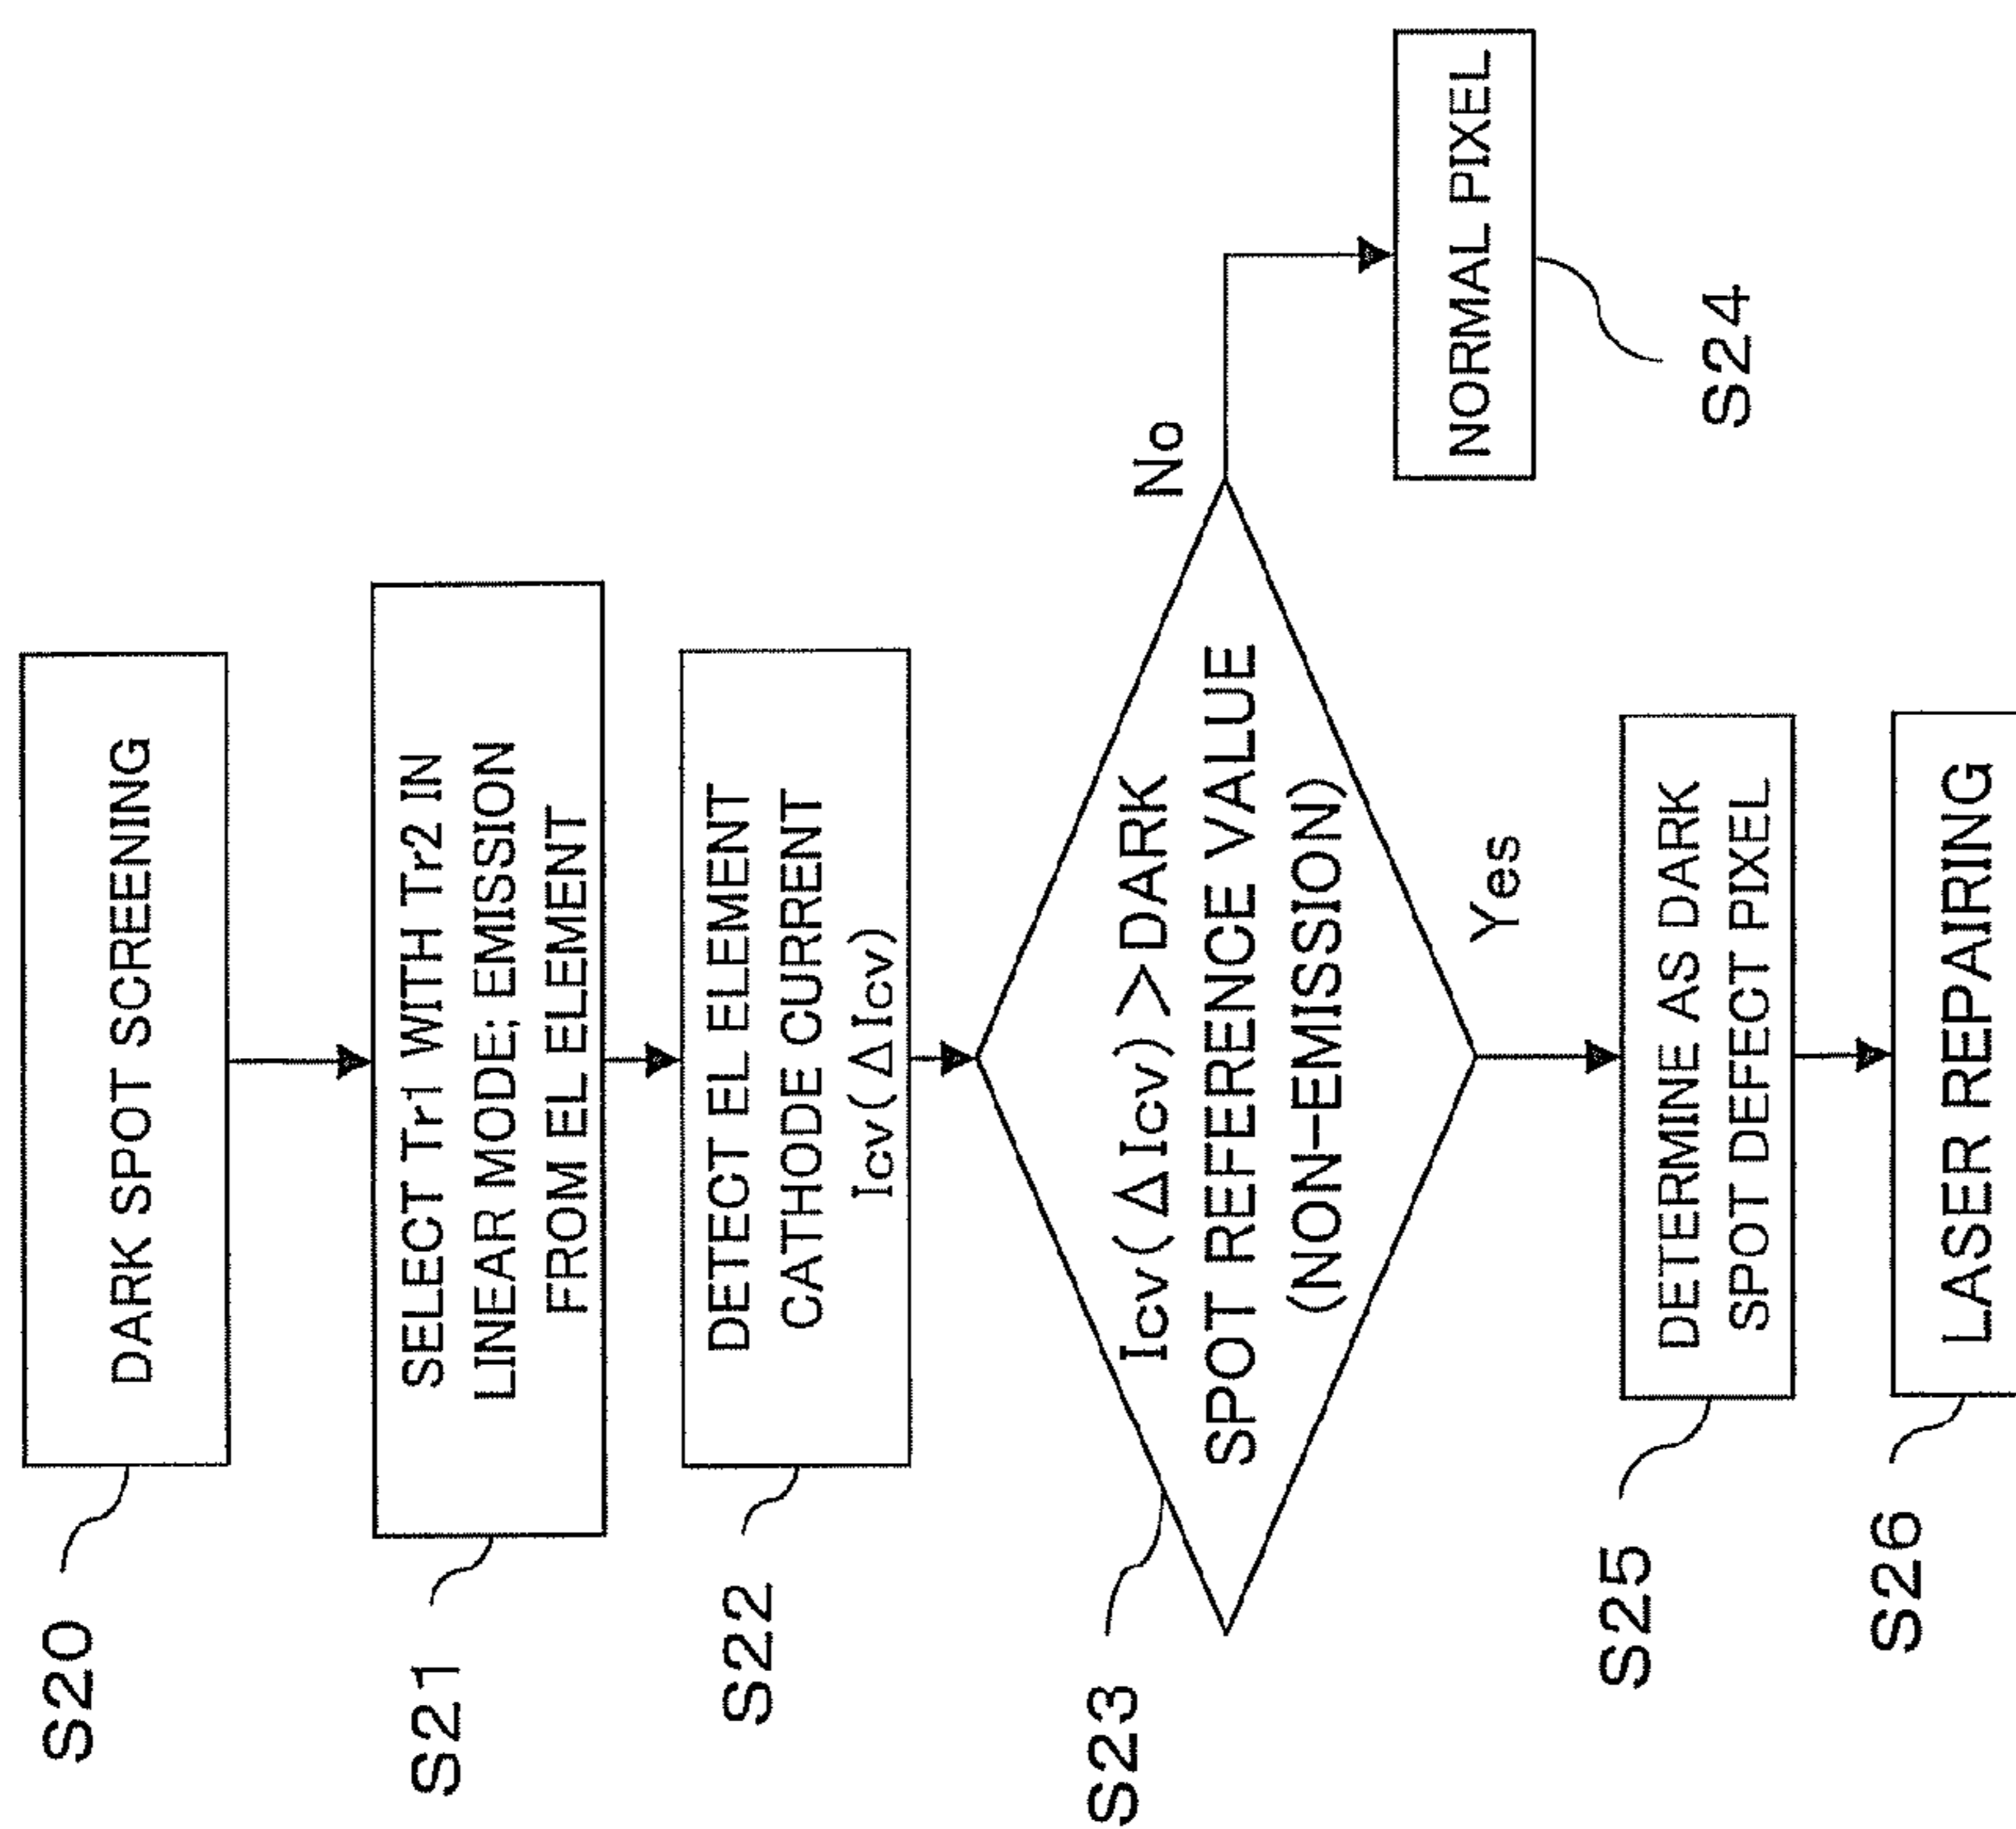 S20
DARK SPOT SCREENING
S21
SELECT Tr1 WITH Tr2 IN
LINEAR MODE; EMISSION
FROM EL ELEMENT
S22
DETECT EL ELEMENT
CATHODE CURRENT
Icv(ΔIcv)
S23
Icv(ΔIcv)>DARK
SPOT REFERENCE VALUE
(NON-EMISSION)
No
NORMAL PIXEL
S24
Yes
S25
DETERMINE AS DARK
SPOT DEFECT PIXEL
S26
LASER REPAIRING